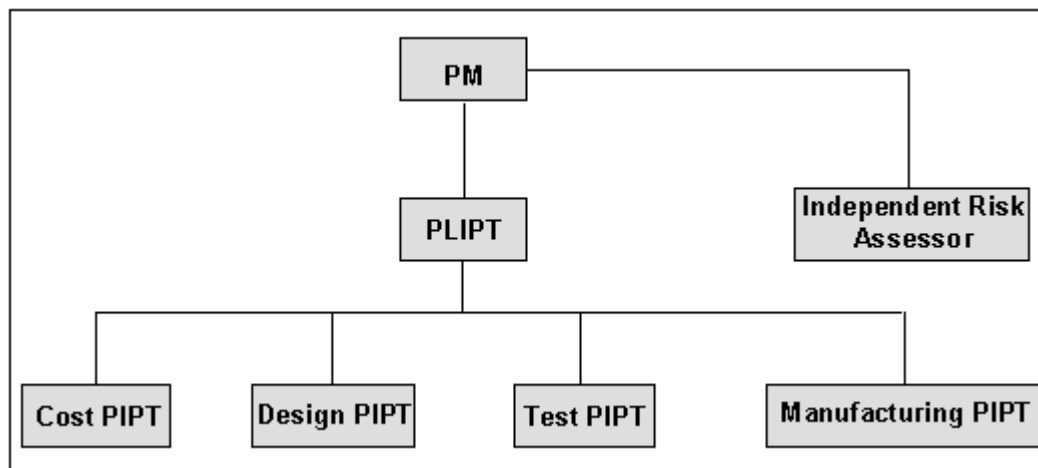 PM
PLIPT
Independent Risk
Assessor
Cost PIPT
Design PIPT
Test PIPT
Manufacturing PIPT